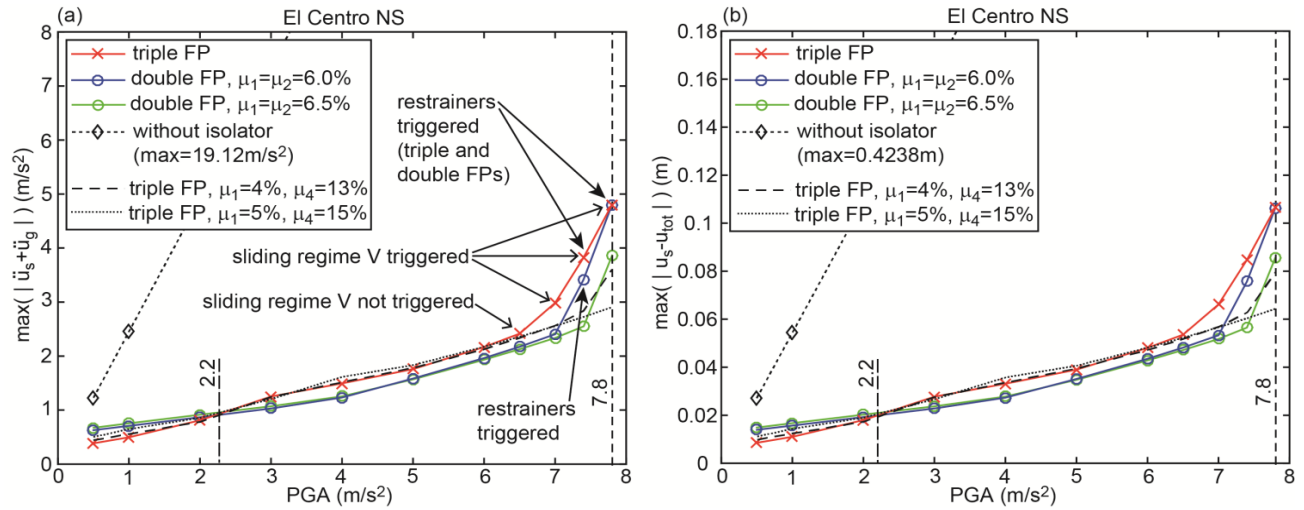 (a)
El Centro NS
triple FP
double FP, μ1=μ2=6.0%
double FP, μ1=μ2=6.5%
without isolator
(max=19.12m/s²)
triple FP, μ1=4%, μ4=13%
triple FP, μ1=5%, μ4=15%
restrainers
triggered
(triple and
double FPs)
sliding regime V triggered
sliding regime V not triggered
restrainers
triggered
2.2
7.8
max( | üs+üg | ) (m/s²)
8
7
6
5
4
3
2
1
0
0 1 2 3 4 5 6 7 8
PGA (m/s²)
(b)
El Centro NS
triple FP
double FP, μ1=μ2=6.0%
double FP, μ1=μ2=6.5%
without isolator
(max=0.4238m)
triple FP, μ1=4%, μ4=13%
triple FP, μ1=5%, μ4=15%
2.2
7.8
max( | us-utot | ) (m)
0.18
0.16
0.14
0.12
0.1
0.08
0.06
0.04
0.02
0
0 1 2 3 4 5 6 7 8
PGA (m/s²)